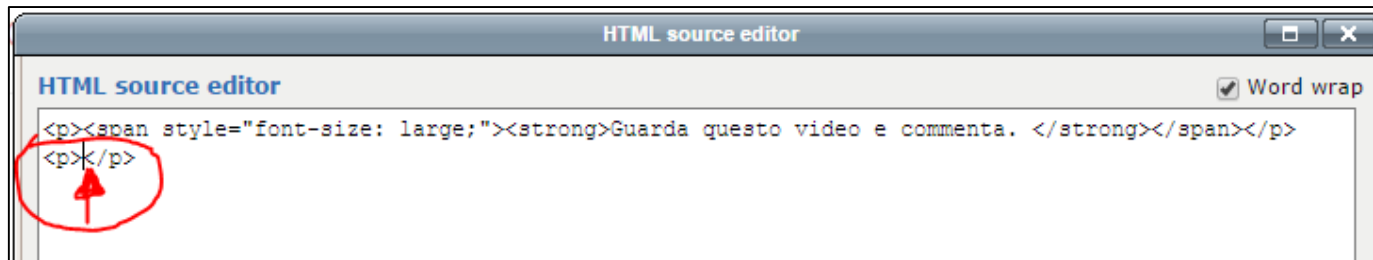 HTML source editor
HTML source editor
Word wrap
<p><span style="font-size: large;"><strong>Guarda questo video e commenta. </strong></span></p>
<p></p>